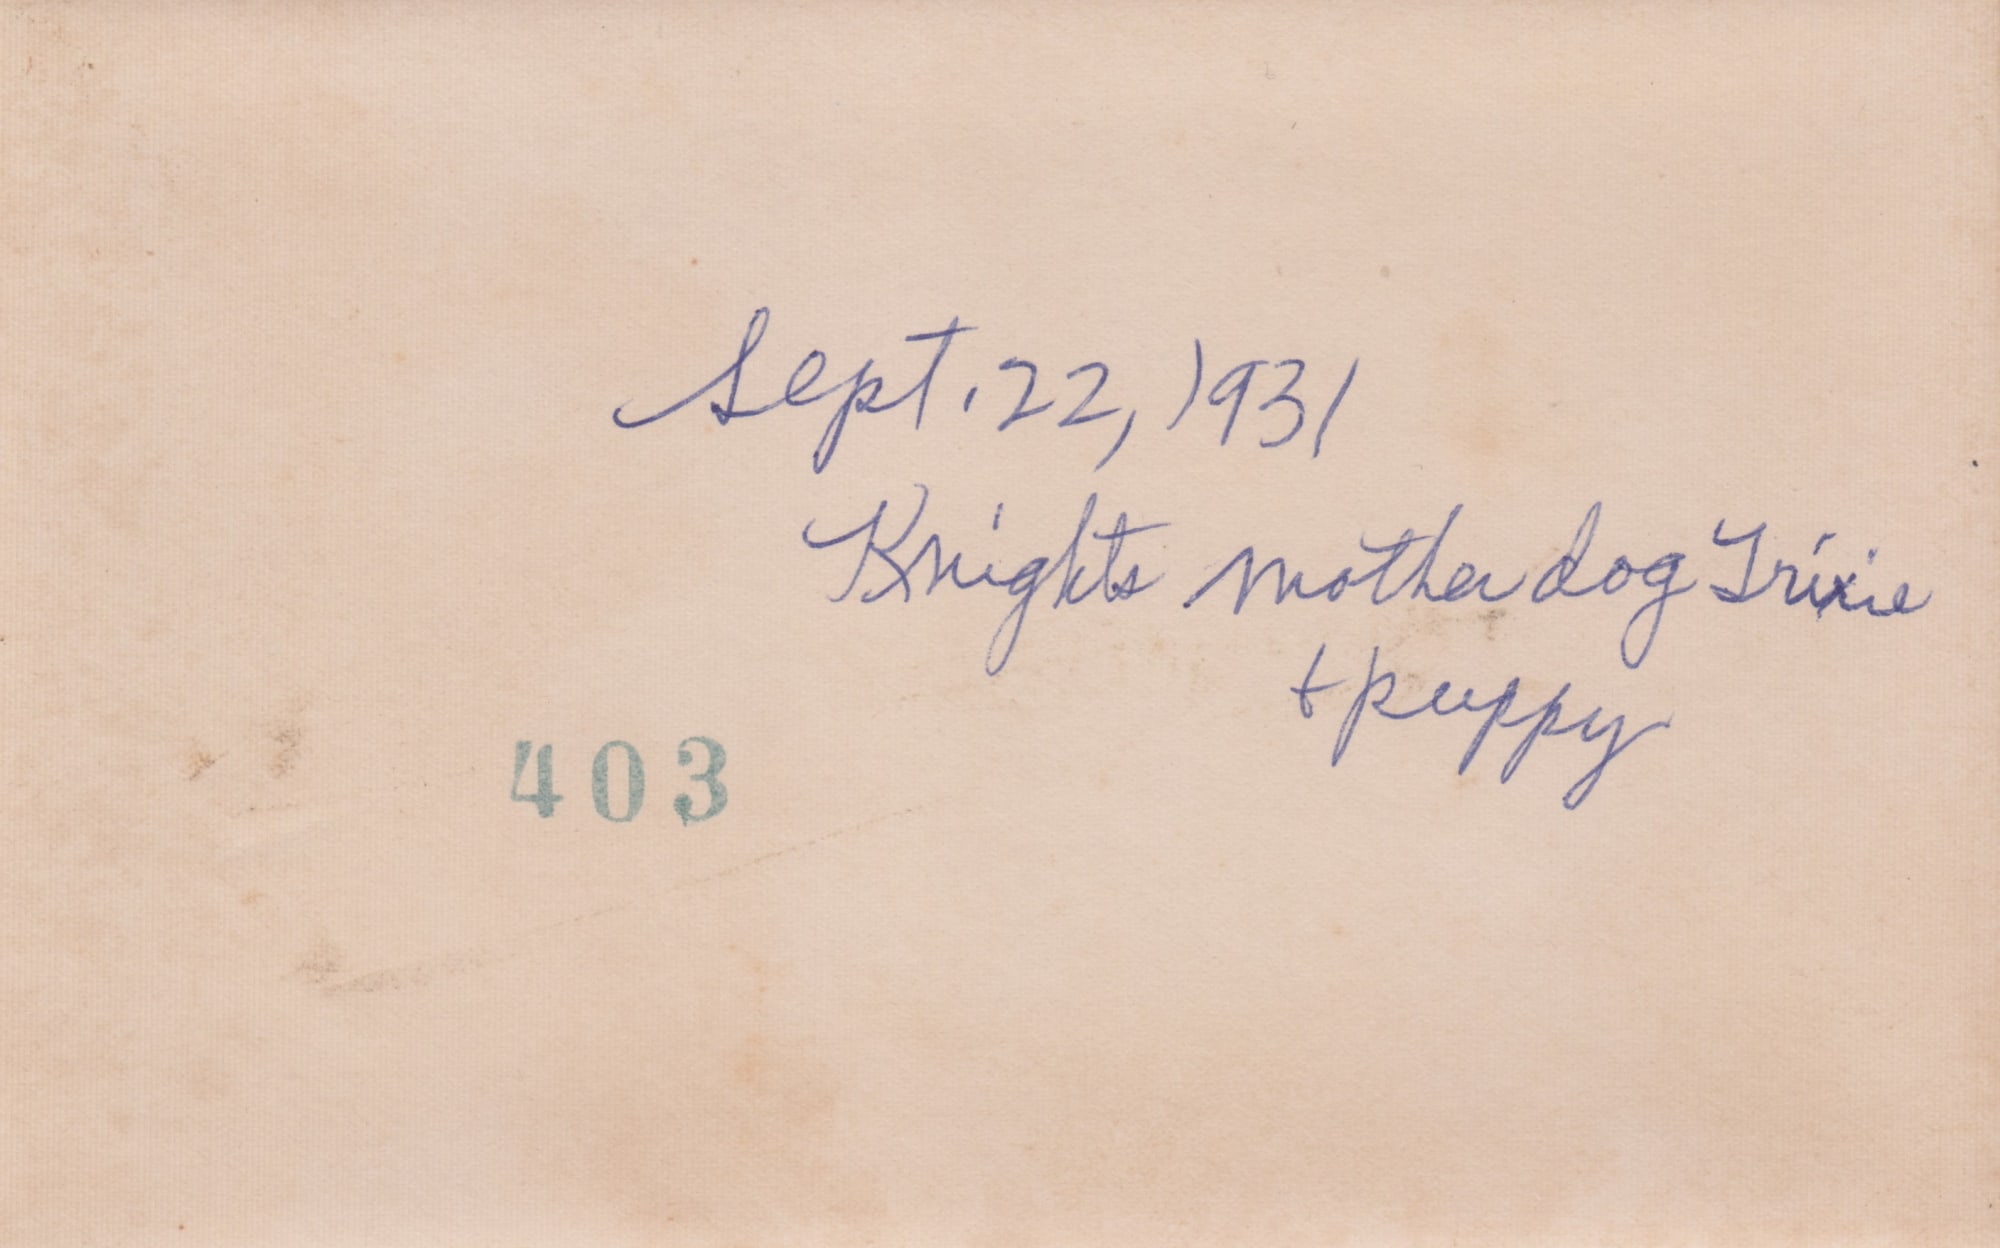 Sept. 22, 1931
Knights mother dog Trixie
+ puppy
403